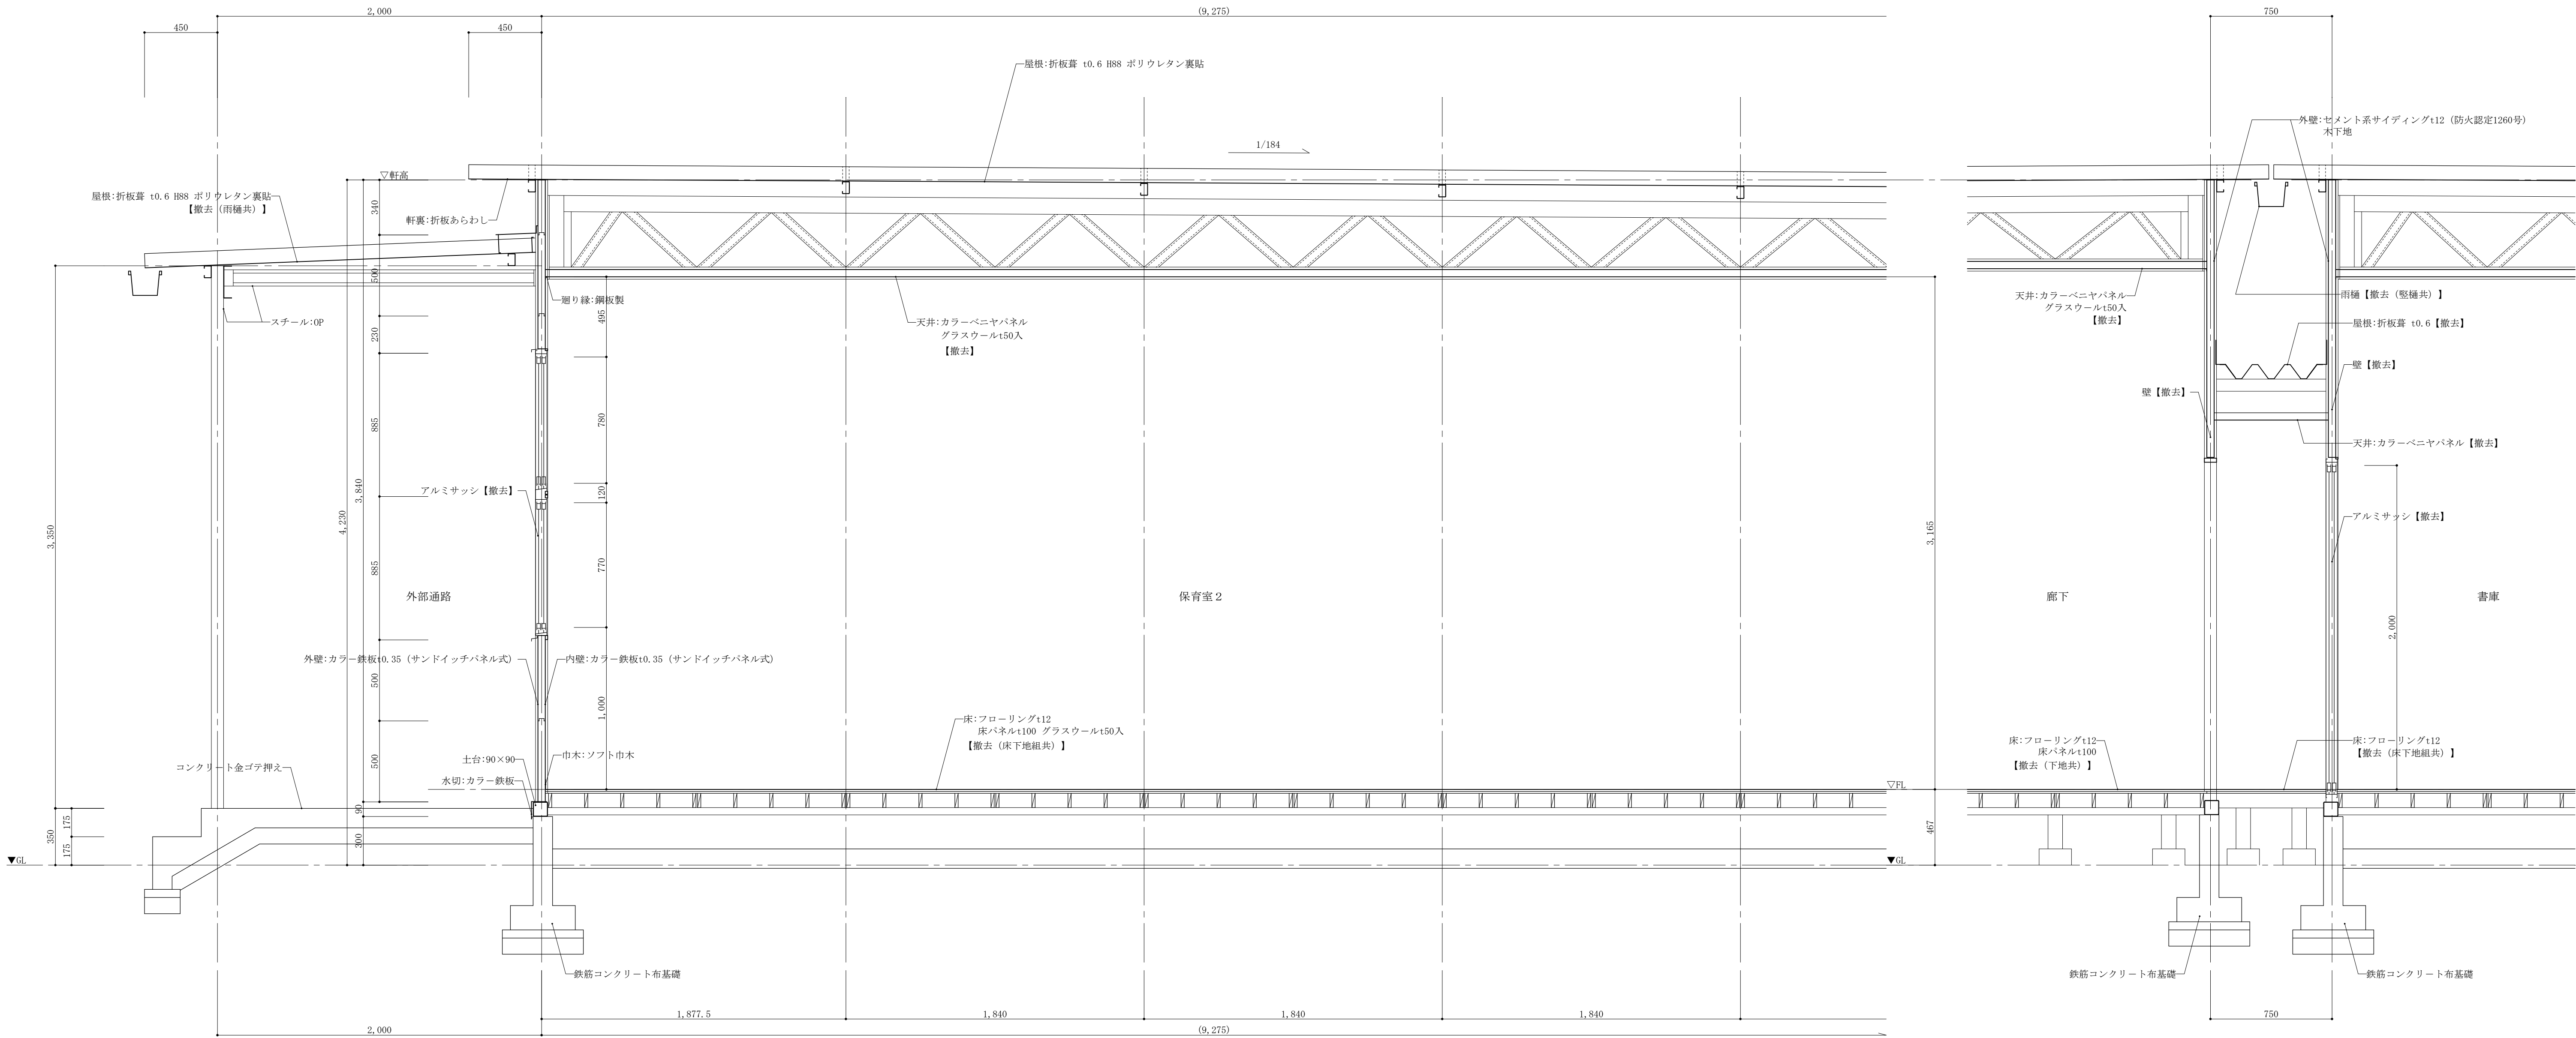 2,000
(9,275)
750
450
450
屋根:折板葺 t0.6 H88 ポリウレタン裏貼
外壁:セメント系サイディングt12 (防火認定1260号)
木下地
1/184
▽軒高
屋根:折板葺 t0.6 H88 ポリウレタン裏貼
【撤去 (雨樋共) 】
軒裏:折板あらわし
340
500
230
885
885
500
500
90
300
3,840
4,230
3,350
350
175
175
スチール:OP
廻り縁:鋼板製
495
780
120
770
1,000
天井:カラーベニヤパネル
グラスウールt50入
【撤去】
天井:カラーベニヤパネル
グラスウールt50入
【撤去】
雨樋【撤去 (竪樋共) 】
屋根:折板葺 t0.6【撤去】
壁【撤去】
壁【撤去】
天井:カラーベニヤパネル【撤去】
アルミサッシ【撤去】
アルミサッシ【撤去】
3,165
467
2,000
外部通路
保育室2
廊下
書庫
外壁:カラー鉄板t0.35 (サンドイッチパネル式)
内壁:カラー鉄板t0.35 (サンドイッチパネル式)
床:フローリングt12
床パネルt100 グラスウールt50入
【撤去 (床下地組共) 】
土台:90×90
巾木:ソフト巾木
水切:カラー鉄板
コンクリート金ゴテ押え
床:フローリングt12
床パネルt100
【撤去 (下地共) 】
床:フローリングt12
【撤去 (床下地組共) 】
▽FL
▼GL
▼GL
鉄筋コンクリート布基礎
鉄筋コンクリート布基礎
鉄筋コンクリート布基礎
1,877.5
1,840
1,840
1,840
750
2,000
(9,275)